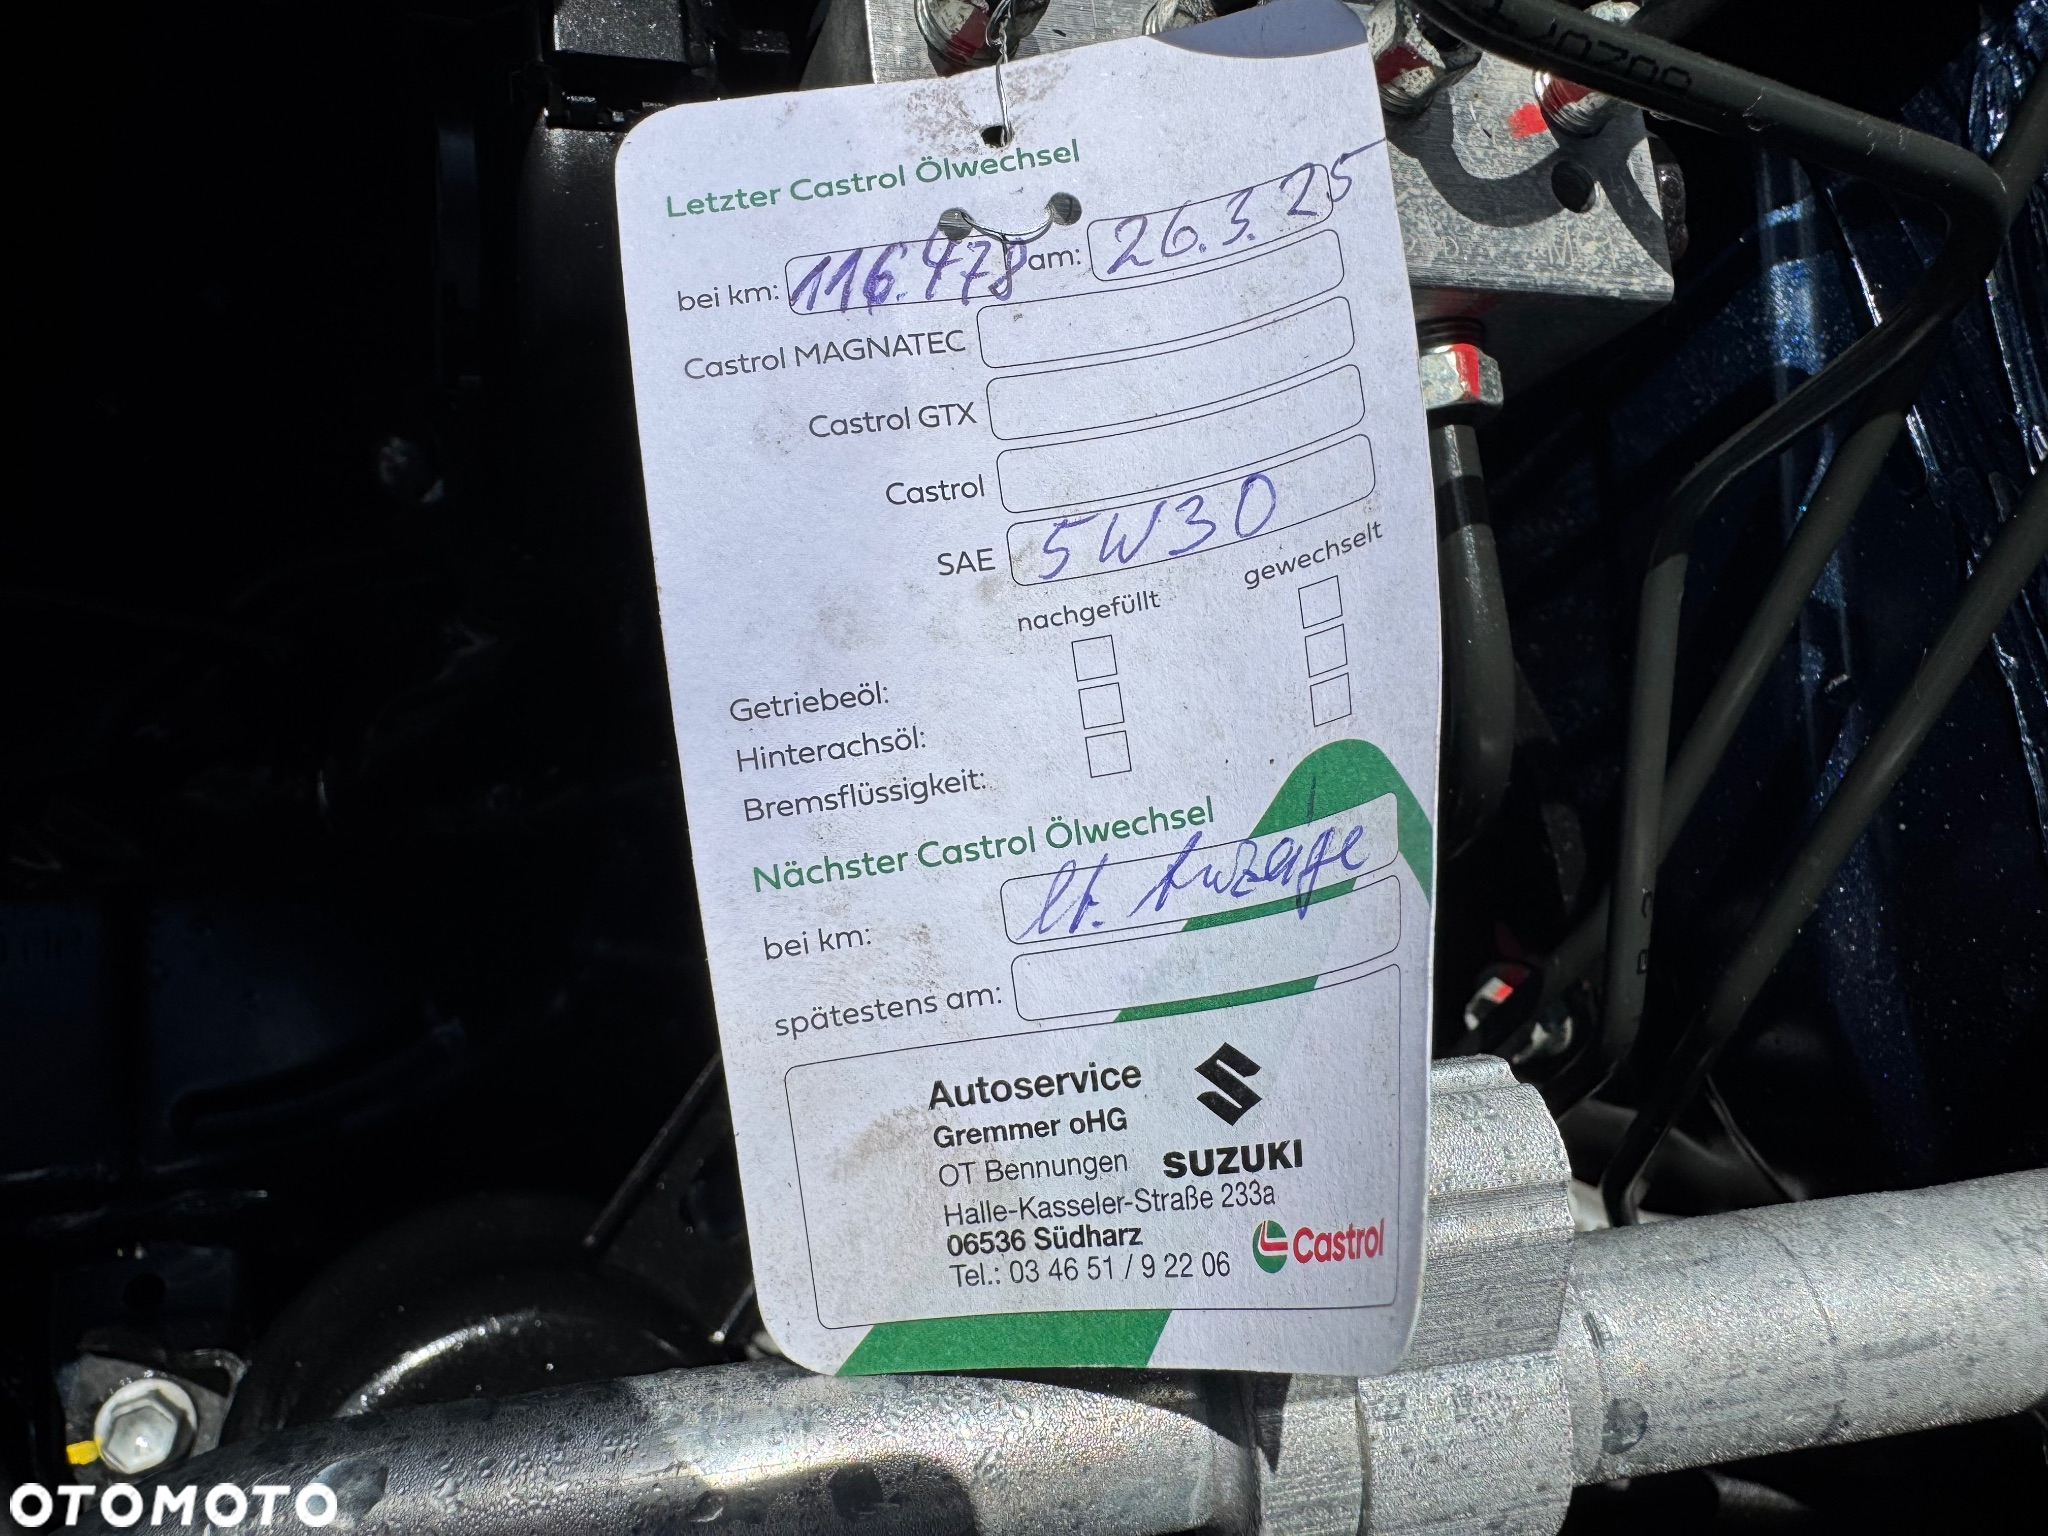 Letzter Castrol Ölwechsel
bei km: 116.478 am: 26.3.25
Castrol MAGNATEC
Castrol GTX
Castrol
SAE 5W30
nachgefüllt gewechselt
Getriebeöl:
Hinterachsöl:
Bremsflüssigkeit:
Nächster Castrol Ölwechsel
bei km: lt. Anzeige
spätestens am:
Autoservice
Gremmer oHG
OT Bennungen SUZUKI
Halle-Kasseler-Straße 233a
06536 Südharz
Tel.: 03 46 51 / 9 22 06 Castrol
OTOMOTO